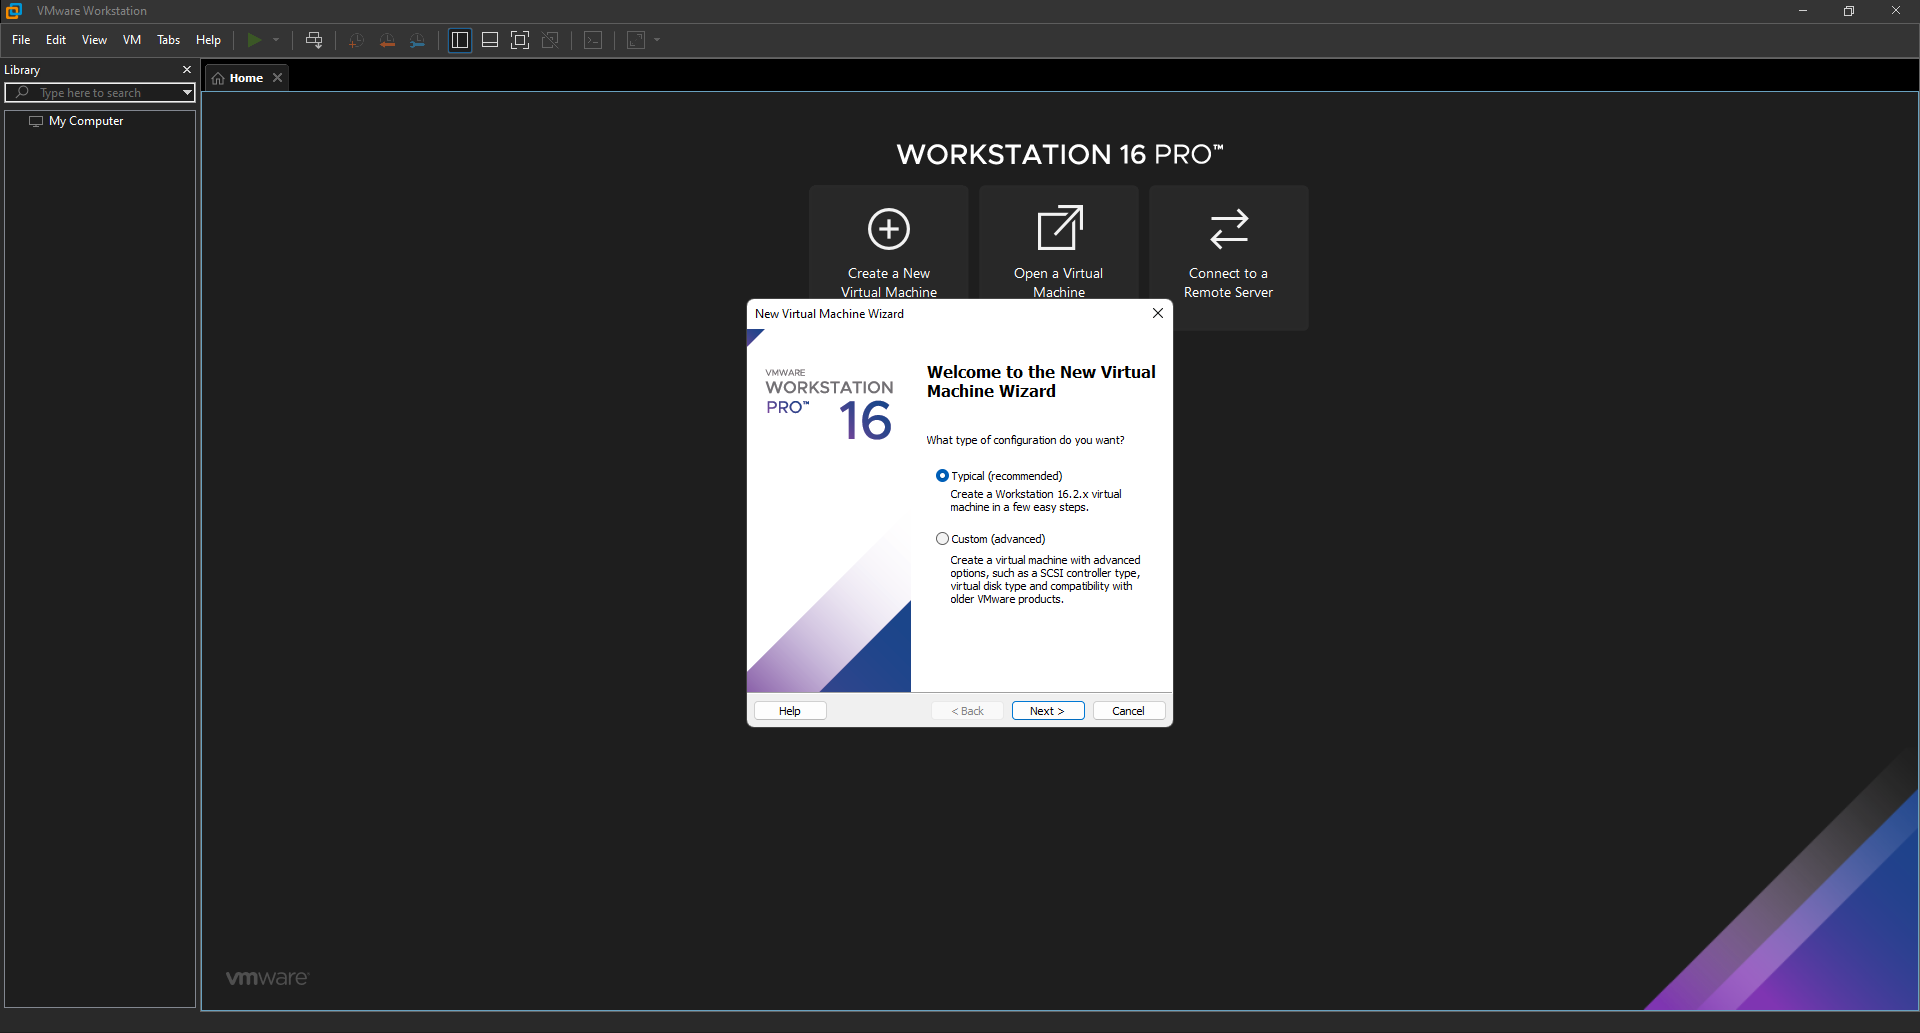 VMware Workstation
File Edit View VM Tabs Help
Library
Type here to search
My Computer
Home
WORKSTATION 16 PRO™
Create a New
Virtual Machine
Open a Virtual
Machine
Connect to a
Remote Server
New Virtual Machine Wizard
VMWARE
WORKSTATION
PRO™ 16
Welcome to the New Virtual
Machine Wizard
What type of configuration do you want?
Typical (recommended)
Create a Workstation 16.2.x virtual
machine in a few easy steps.
Custom (advanced)
Create a virtual machine with advanced
options, such as a SCSI controller type,
virtual disk type and compatibility with
older VMware products.
Help < Back Next > Cancel
vmware